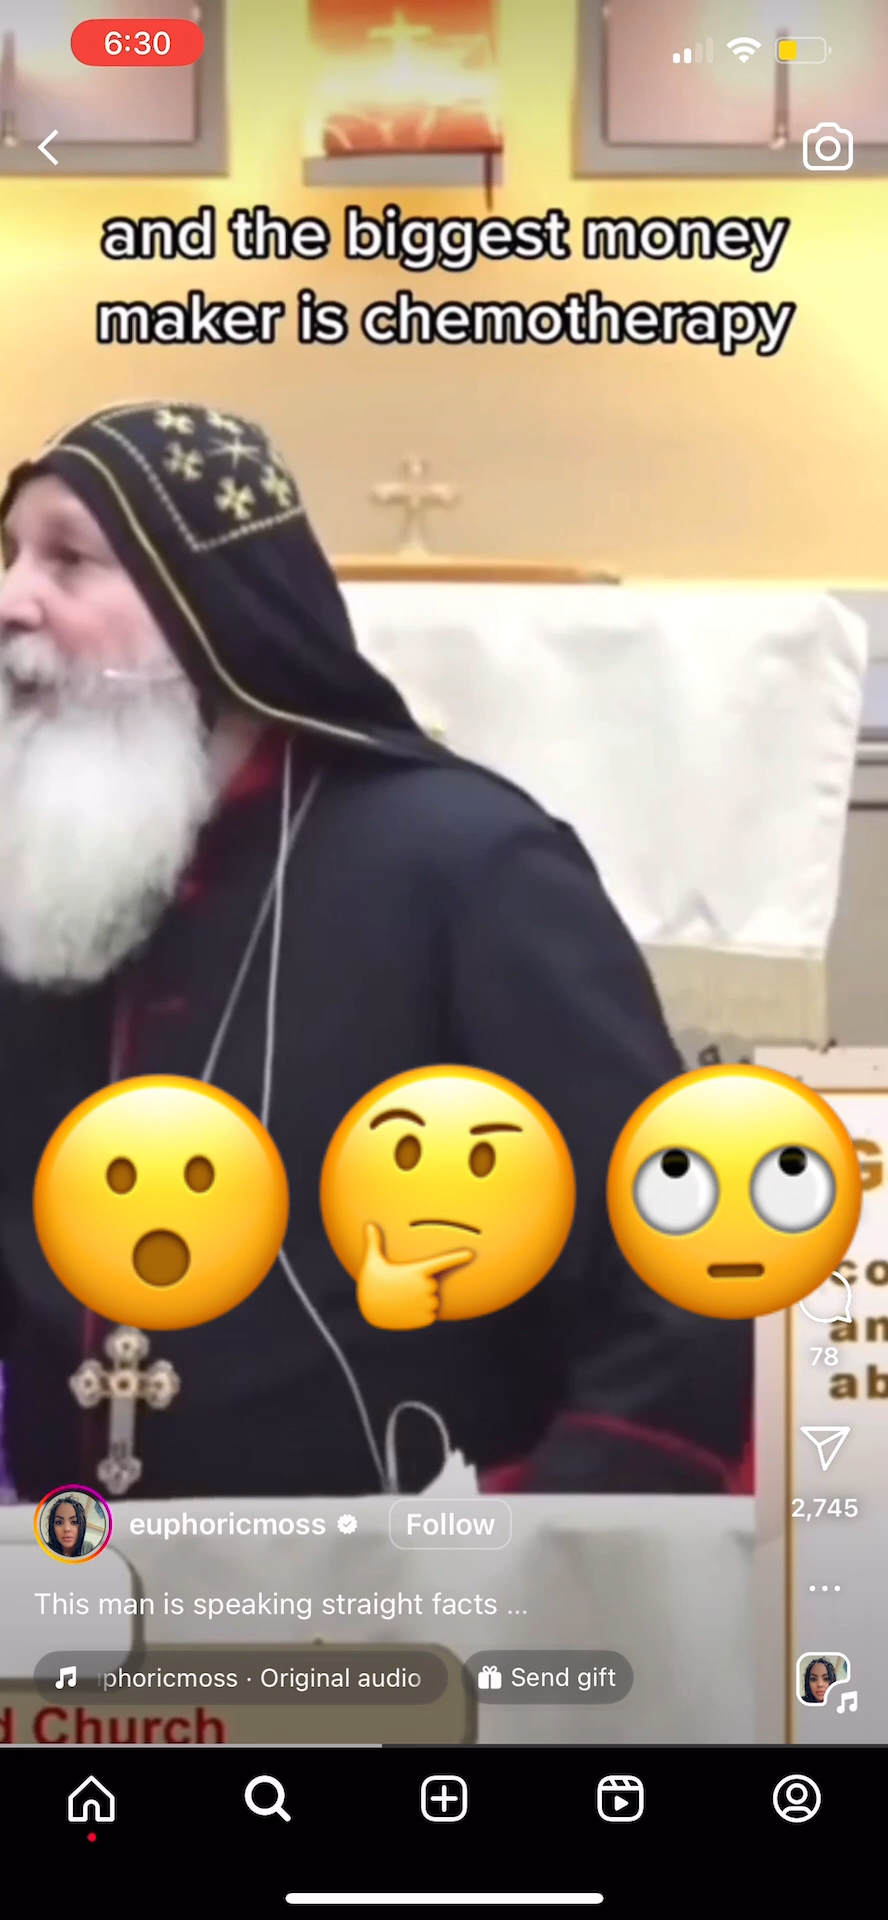 6:30
and the biggest money
maker is chemotherapy
78
2,745
euphoricmoss
Follow
This man is speaking straight facts ...
phoricmoss · Original audio
Send gift
Church